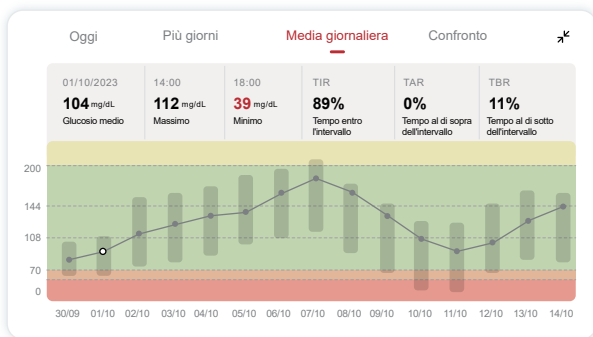 Oggi Più giorni Media giornaliera Confronto
01/10/2023 14:00 18:00 TIR TAR TBR
104 mg/dL 112 mg/dL 39 mg/dL 89% 0% 11%
Glucosio medio Massimo Minimo Tempo entro Tempo al di sopra Tempo al di sotto
l'intervallo dell'intervallo dell'intervallo
200
144
108
70
0
30/09 01/10 02/10 03/10 04/10 05/10 06/10 07/10 08/10 09/10 10/10 11/10 12/10 13/10 14/10